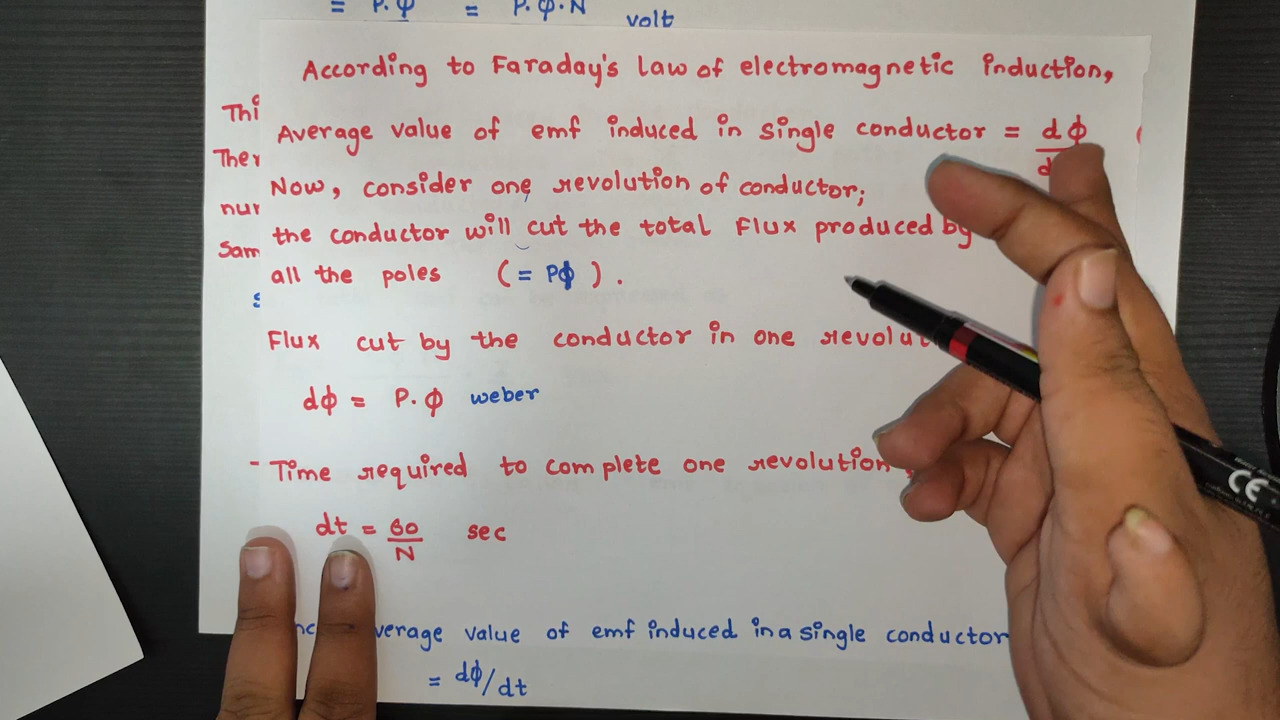 = P.φ = P.φ.N volt
According to Faraday's Law of electromagnetic induction,
Average value of emf induced in single conductor = dφ
Now, consider one revolution of conductor;
the conductor will cut the total Flux produced by
all the poles (= Pφ).
Flux cut by the conductor in one
dφ = P.φ weber
- Time required to complete one revolution
dt = 60/N sec
average value of emf induced in a single conductor
= dφ/dt
CE